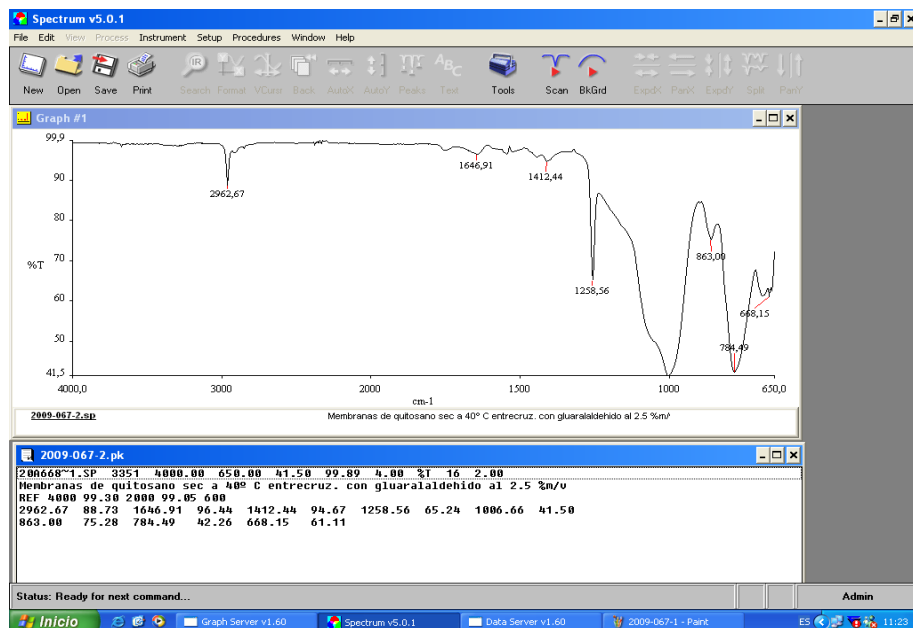 Spectrum v5.0.1
File Edit View Process Instrument Setup Procedures Window Help
New Open Save Print Search Format VCursr Back AutoX AutoY Peaks Text Tools Scan BkGrd ExpdX PanX ExpdY Split PanY
Graph #1
99,9
90
80
%T 70
60
50
41,5
2962,67
1646,91
1412,44
1258,56
863,00
668,15
784,49
4000,0 3000 2000 1500 1000 650,0
cm-1
2009-067-2.sp Membranas de quitosano sec a 40º C entrecruz. con gluaralaldehido al 2.5 %m/
2009-067-2.pk
20A668~1.SP 3351 4000.00 650.00 41.50 99.89 4.00 %T 16 2.00
Membranas de quitosano sec a 40º C entrecruz. con gluaralaldehido al 2.5 %m/v
REF 4000 99.30 2000 99.05 600
2962.67 88.73 1646.91 96.44 1412.44 94.67 1258.56 65.24 1006.66 41.50
863.00 75.28 784.49 42.26 668.15 61.11
Status: Ready for next command... Admin
Inicio Graph Server v1.60 Spectrum v5.0.1 Data Server v1.60 2009-067-1 - Paint ES 11:23